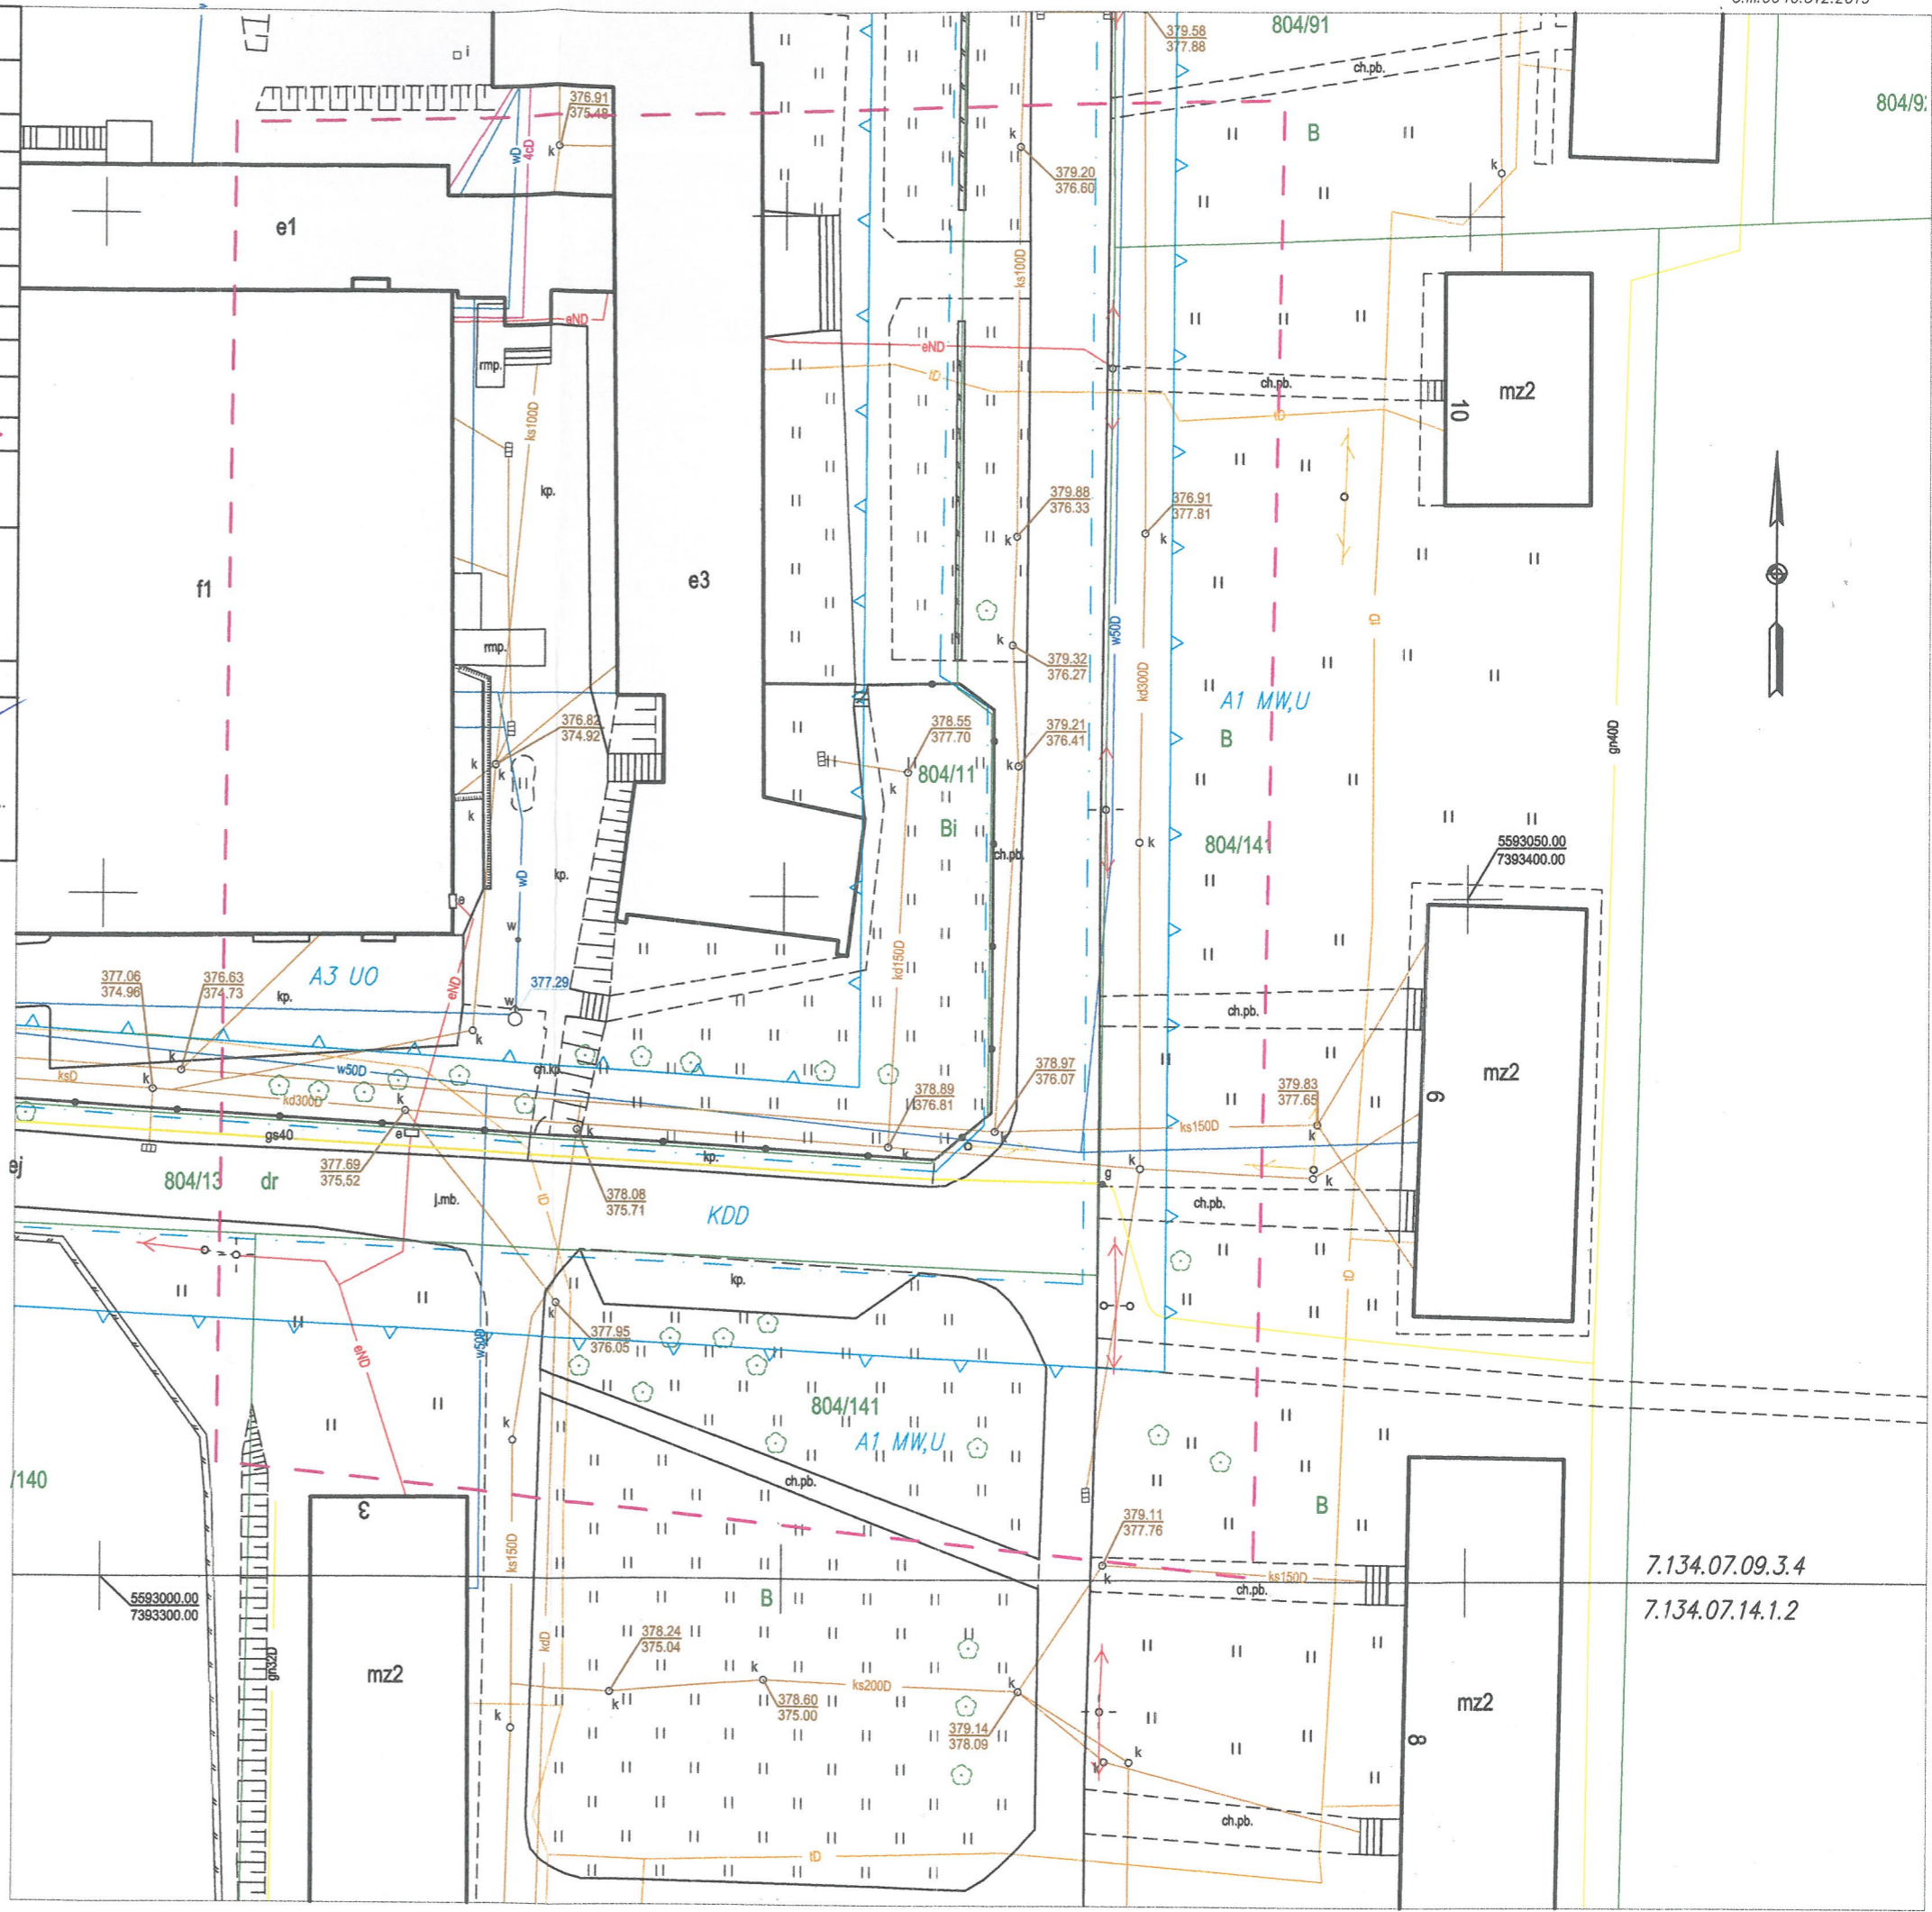 804/91
379.58
377.88
ch.pb.
i
376.91
375.48
k
wD
4cD
B
k
379.20
376.60
k
e1
ks100D
eND
rmp.
eND
tD
ch.pb.
tD
mz2
10
ks100D
kp.
379.88
376.33
k
376.91
377.81
k
f1
e3
tD
rmp.
k
379.32
376.27
w50D
kd300D
A1 MW,U
B
gn40D
376.82
374.92
k
k
378.55
377.70
379.21
376.41
k
804/11
k
k
Bi
ch.pb.
k
804/141
5593050.00
7393400.00
wD
kp.
e
w
kd150D
377.06
374.96
376.63
374.73
A3 UO
kp.
eND
377.29
w
k
ch.pb.
k
k
w50D
ch.kp.
378.97
376.07
mz2
6
ksD
kd300D
k
378.89
376.81
379.83
377.65
k
ks150D
gs40
e
k
k
k
kp.
k
g
k
ej
804/13
dr
377.69
375.52
j.mb.
tD
378.08
375.71
KDD
ch.pb.
tD
kp.
k
377.95
376.05
w50D
eND
k
804/141
A1 MW,U
/140
ch.pb.
B
3
379.11
377.76
k
ks150D
ks150D
ch.pb.
7.134.07.09.3.4
7.134.07.14.1.2
5593000.00
7393300.00
B
gn32D
kdD
378.24
375.04
k
k
ks200D
k
378.60
375.00
mz2
mz2
k
379.14
378.09
k
8
ch.pb.
tD